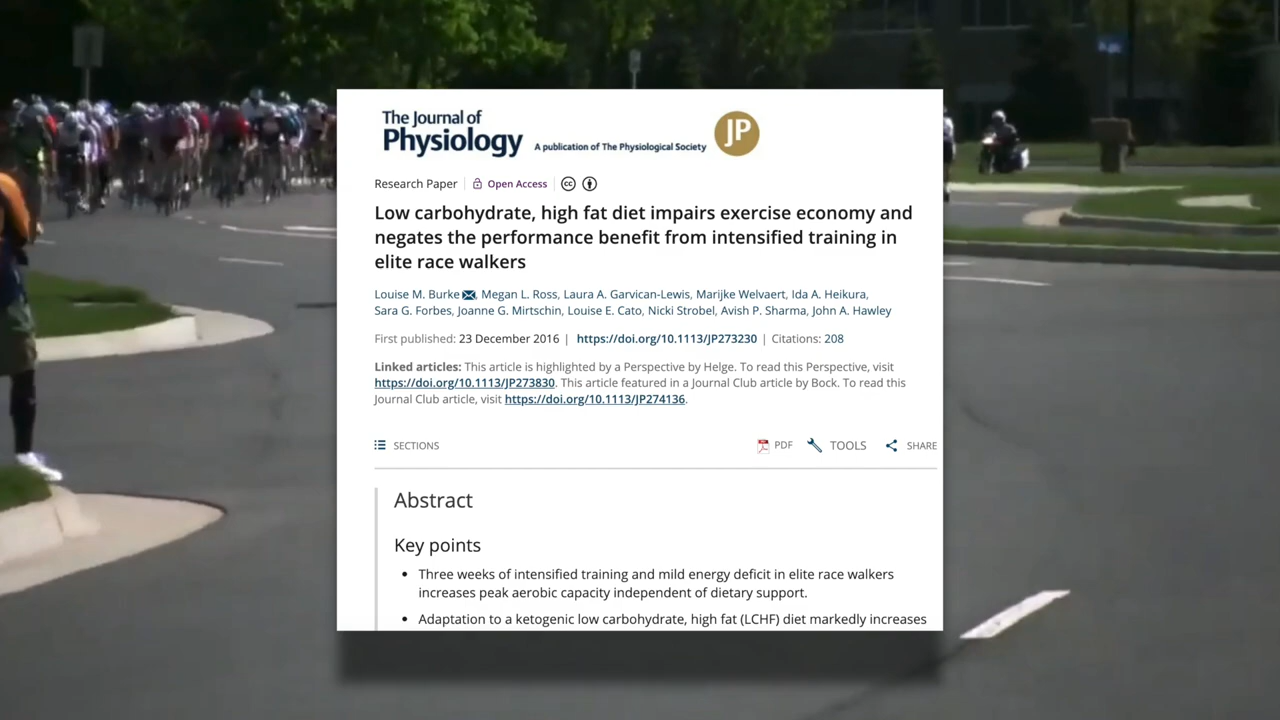 The Journal of
Physiology
A publication of The Physiological Society
JP
Research Paper
Open Access
cc
Low carbohydrate, high fat diet impairs exercise economy and
negates the performance benefit from intensified training in
elite race walkers
Louise M. Burke, Megan L. Ross, Laura A. Garvican-Lewis, Marijke Welvaert, Ida A. Heikura,
Sara G. Forbes, Joanne G. Mirtschin, Louise E. Cato, Nicki Strobel, Avish P. Sharma, John A. Hawley
First published: 23 December 2016 | https://doi.org/10.1113/JP273230 | Citations: 208
Linked articles: This article is highlighted by a Perspective by Helge. To read this Perspective, visit
https://doi.org/10.1113/JP273830. This article featured in a Journal Club article by Bock. To read this
Journal Club article, visit https://doi.org/10.1113/JP274136.
SECTIONS
PDF
TOOLS
SHARE
Abstract
Key points
• Three weeks of intensified training and mild energy deficit in elite race walkers
increases peak aerobic capacity independent of dietary support.
• Adaptation to a ketogenic low carbohydrate, high fat (LCHF) diet markedly increases